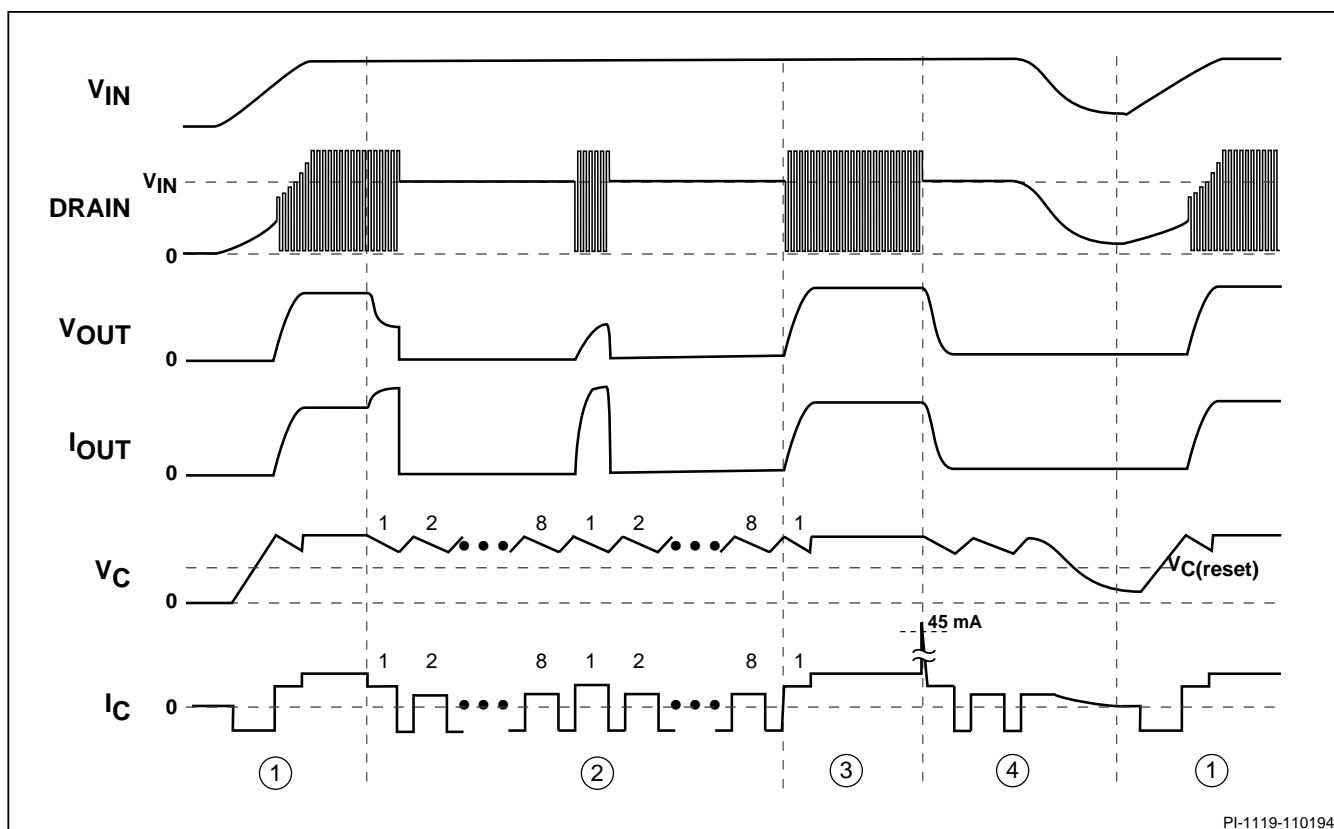 VIN
VIN
DRAIN
0
VOUT
0
IOUT
0
1 2 8 1 2 8 1
VC
VC(reset)
0
45 mA
1 2 8 1 2 8 1
IC
0
1 2 3 4 1
PI-1119-110194